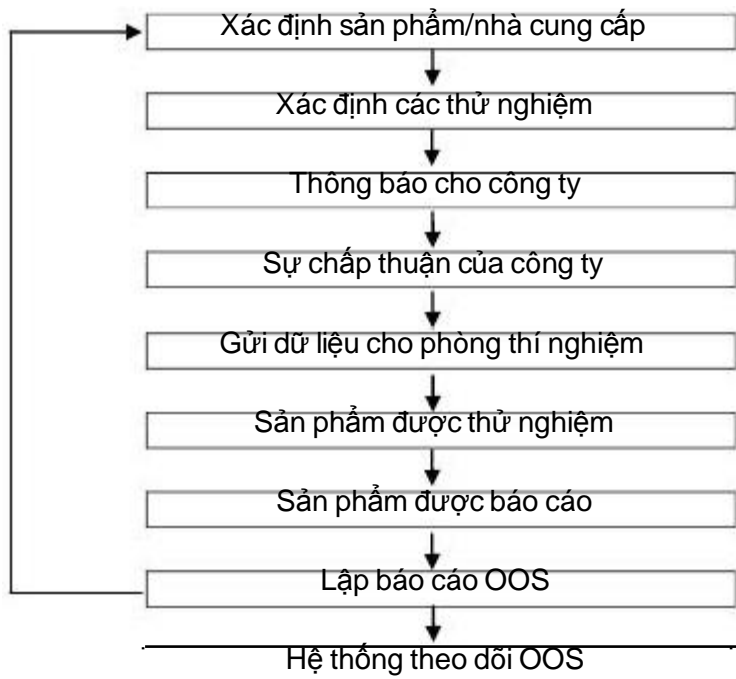 Xác định sản phẩm/nhà cung cấp
Xác định các thử nghiệm
Thông báo cho công ty
Sự chấp thuận của công ty
Gửi dữ liệu cho phòng thí nghiệm
Sản phẩm được thử nghiệm
Sản phẩm được báo cáo
Lập báo cáo OOS
Hệ thống theo dõi OOS